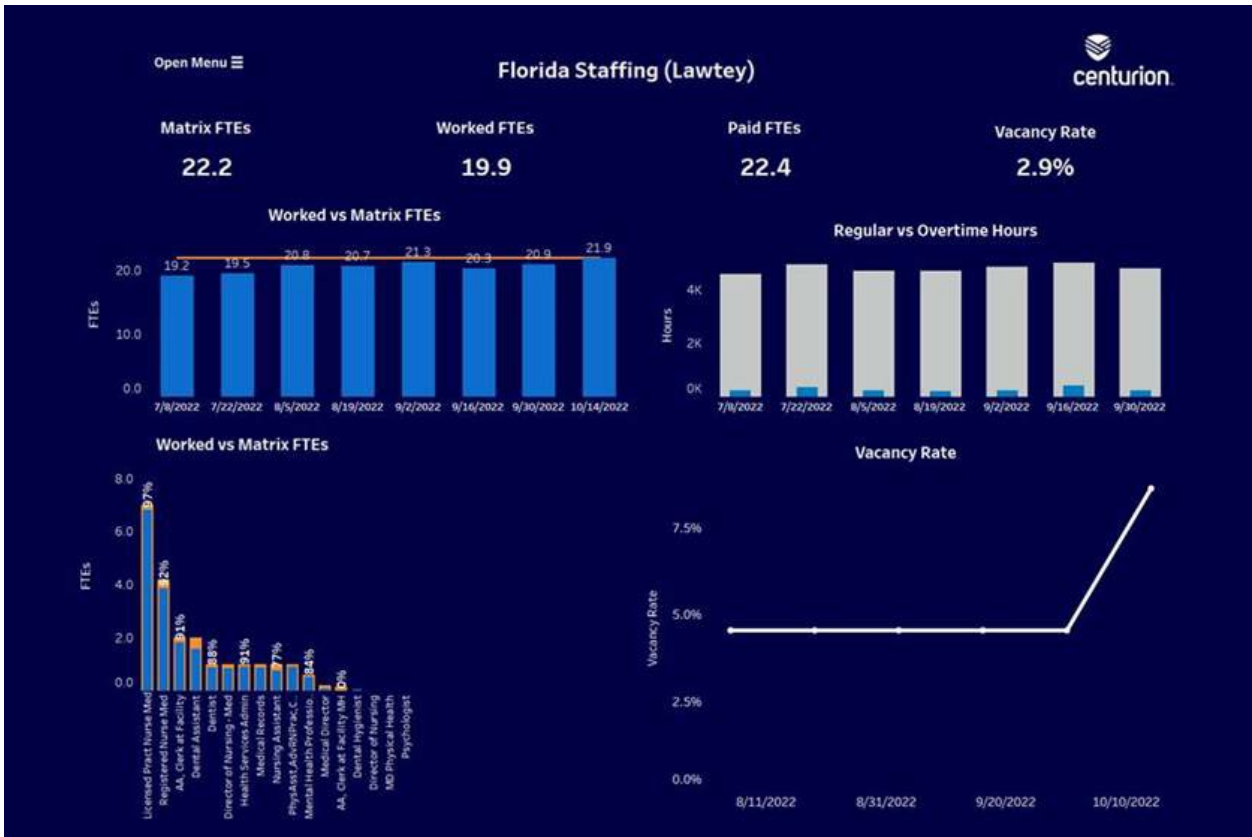 Open Menu ☰
Florida Staffing (Lawtey)
centurion
Matrix FTEs
Worked FTEs
Paid FTEs
Vacancy Rate
22.2
19.9
22.4
2.9%
Worked vs Matrix FTEs
FTEs
20.0
10.0
0.0
19.2
19.5
20.8
20.7
21.3
20.3
20.9
21.9
7/8/2022
7/22/2022
8/5/2022
8/19/2022
9/2/2022
9/16/2022
9/30/2022
10/14/2022
Regular vs Overtime Hours
Hours
4K
2K
0K
7/8/2022
7/22/2022
8/5/2022
8/19/2022
9/2/2022
9/16/2022
9/30/2022
Worked vs Matrix FTEs
FTEs
8.0
6.0
4.0
2.0
0.0
97%
92%
91%
88%
91%
77%
84%
0%
Licensed Pract Nurse Med
Registered Nurse Med
AA, Clerk at Facility
Dental Assistant
Dentist
Director of Nursing - Med
Health Services Admin
Medical Records
Nursing Assistant
PhysAsst,AdvRNPrac,C..
Mental Health Professio..
Medical Director
AA, Clerk at Facility MH
Dental Hygienist
Director of Nursing
MD Physical Health
Psychologist
Vacancy Rate
Vacancy Rate
7.5%
5.0%
2.5%
0.0%
8/11/2022
8/31/2022
9/20/2022
10/10/2022